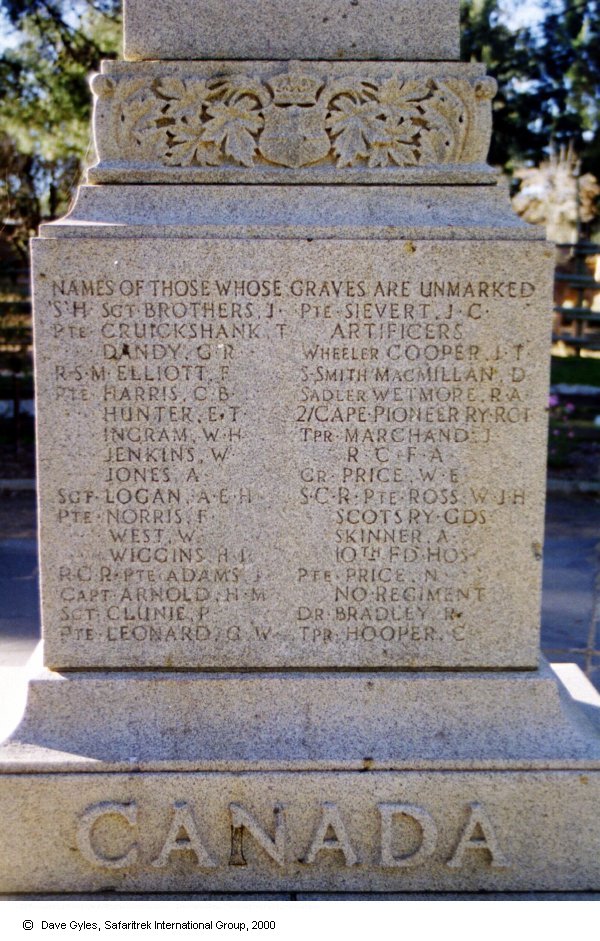 NAMES OF THOSE WHOSE GRAVES ARE UNMARKED
S·H· SGT BROTHERS, J· PTE· SIEVERT, J·C·
PTE· CRUICKSHANK, T ARTIFICERS
DANDY, G·R WHEELER COOPER, J·T
R·S·M ELLIOTT, F S·SMITH MACMILLAN, D
PTE· HARRIS, C·B SADLER WETMORE, R·A
HUNTER, E·T 2/CAPE PIONEER RY·RGT
INGRAM, W·H TPR· MARCHAND, J
JENKINS, W R·C·F·A
JONES, A GR· PRICE, W·E
SGT· LOGAN, A·E·H S·C·R·PTE·ROSS, W·J·H
PTE· NORRIS, F SCOTS RY·GDS
WEST, W SKINNER, A·
WIGGINS, H·J 10TH FD·HOS·
R·C·R·PTE ADAMS, J PTE· PRICE, N·
CAPT· ARNOLD, H·M NO·REGIMENT
SGT· CLUNIE, P· DR· BRADLEY, R·
PTE· LEONARD, G·W· TPR· HOOPER, C·
CANADA
© Dave Gyles, Safaritrek International Group, 2000